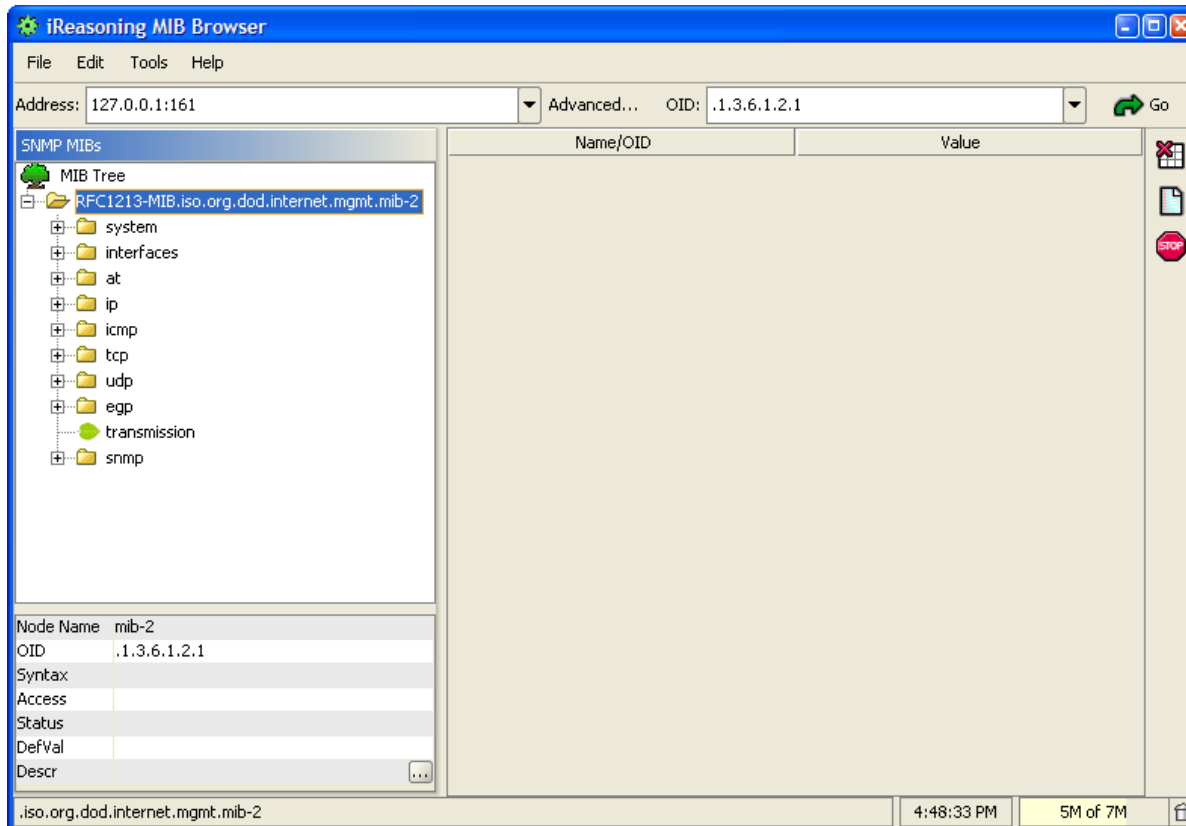 iReasoning MIB Browser
File Edit Tools Help
Address: 127.0.0.1:161 Advanced... OID: .1.3.6.1.2.1 Go
SNMP MIBs
Name/OID Value
MIB Tree
RFC1213-MIB.iso.org.dod.internet.mgmt.mib-2
system
interfaces
at
ip
icmp
tcp
udp
egp
transmission
snmp
STOP
Node Name mib-2
OID .1.3.6.1.2.1
Syntax
Access
Status
DefVal
Descr ...
.iso.org.dod.internet.mgmt.mib-2 4:48:33 PM 5M of 7M